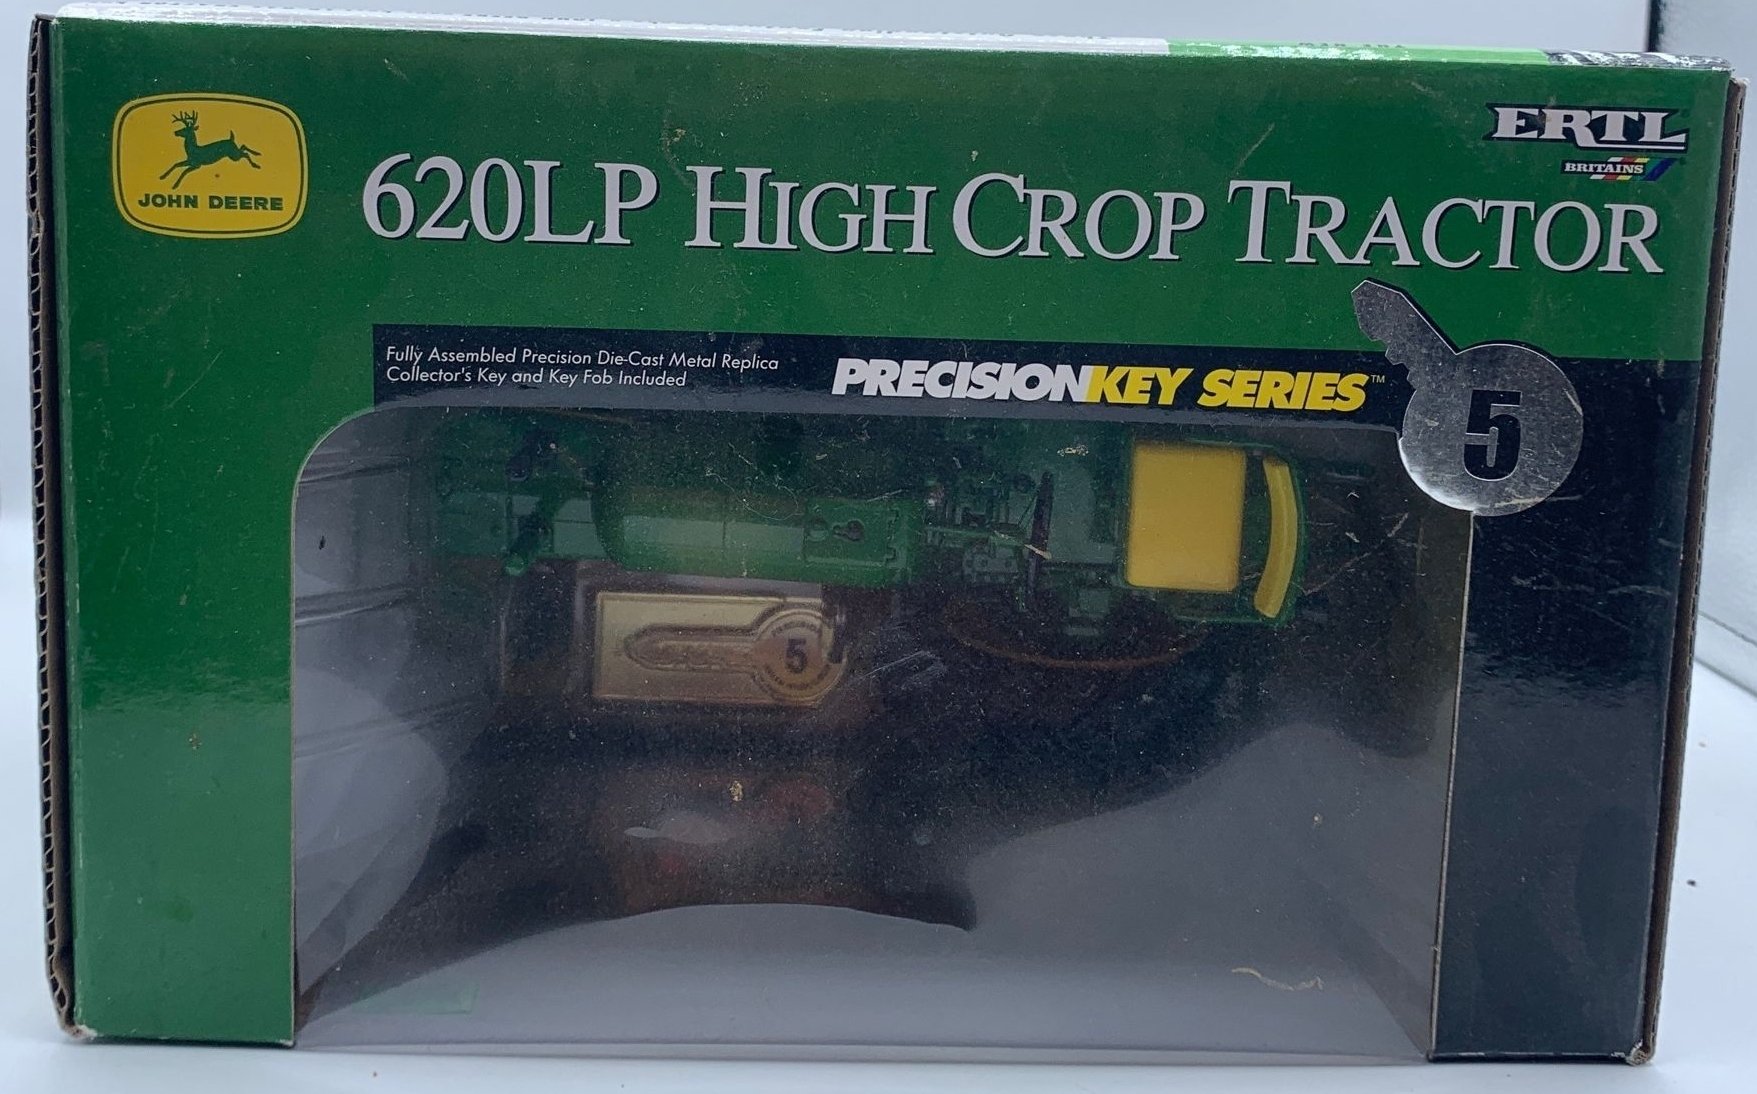 JOHN DEERE
620LP HIGH CROP TRACTOR
ERTL
BRITAINS
Fully Assembled Precision Die-Cast Metal Replica
Collector's Key and Key Fob Included
PRECISIONKEY SERIES™
5
5